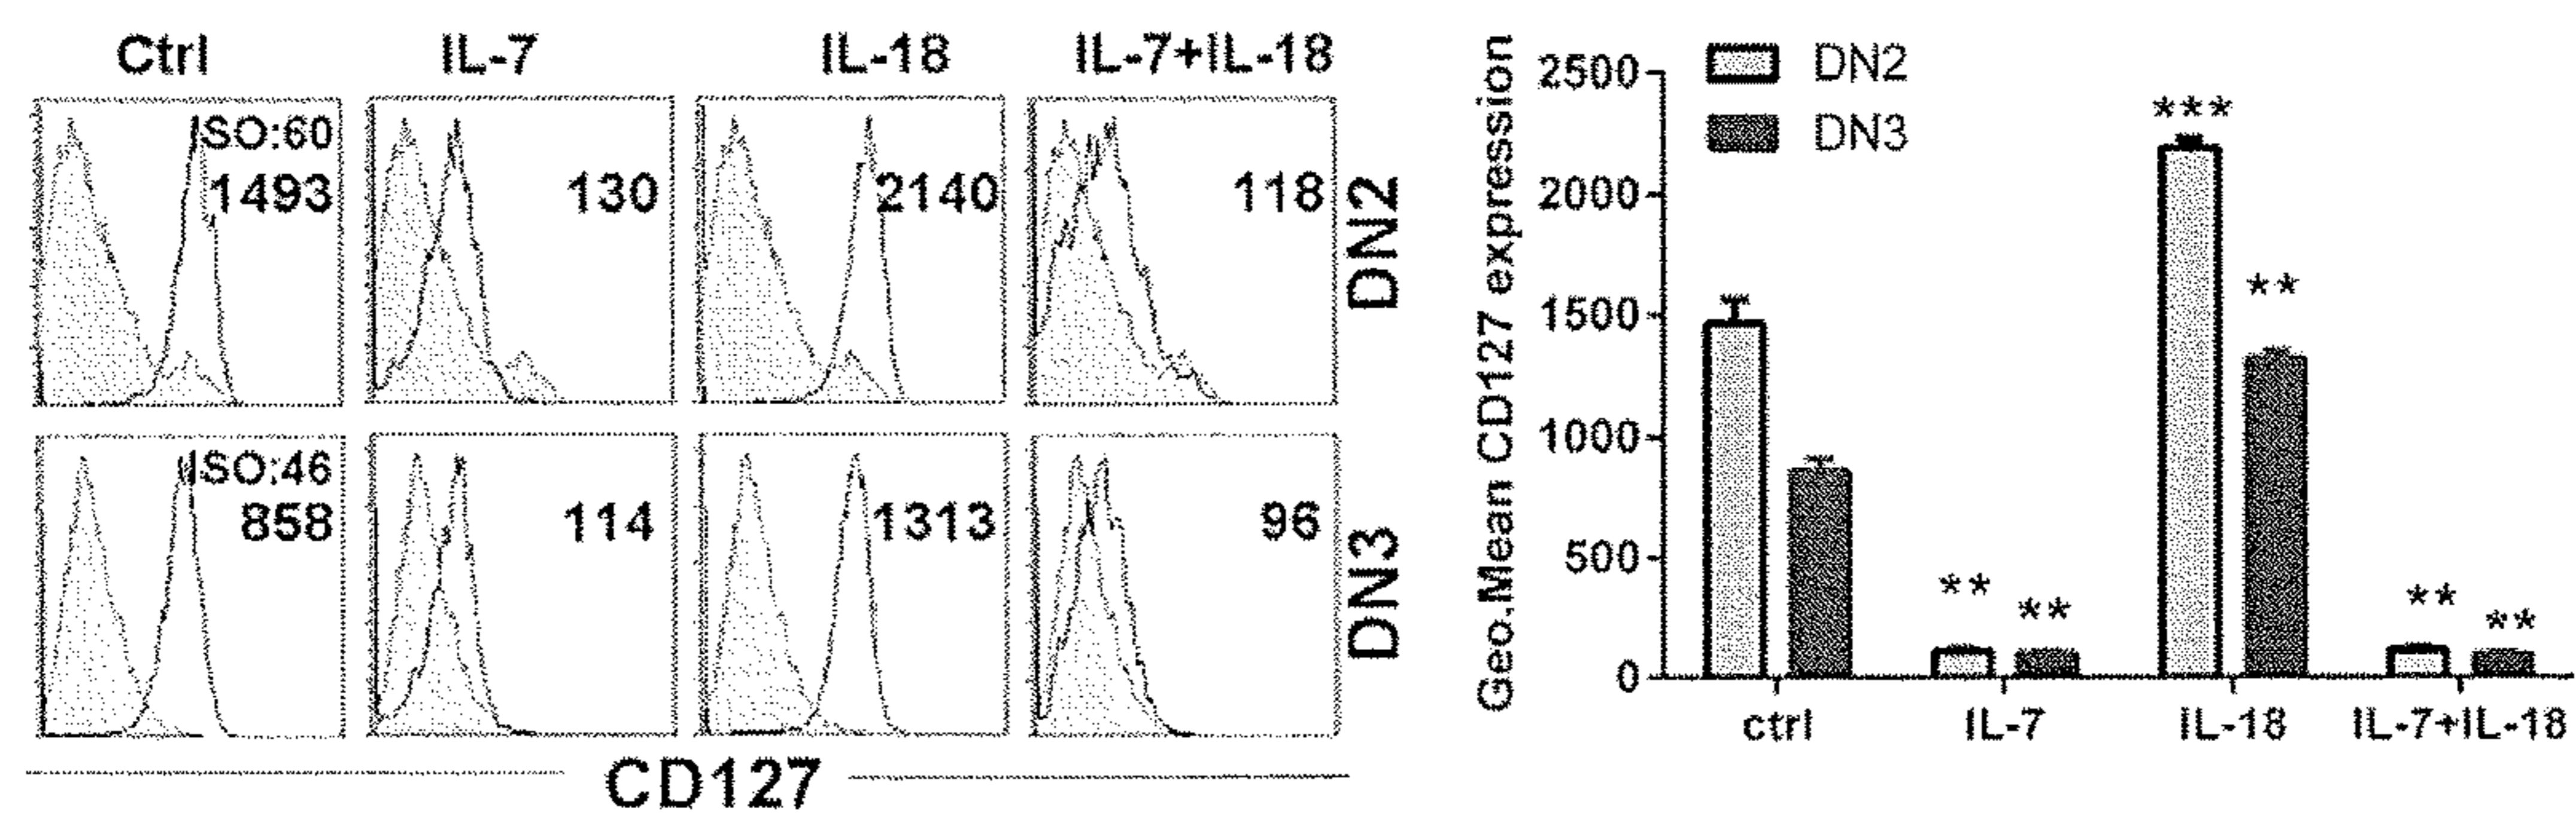 Ctrl IL-7 IL-18 IL-7+IL-18
ISO:60
1493 130 2140 118
DN2
ISO:46
858 114 1313 96
DN3
CD127
Geo.Mean CD127 expression
2500
2000
1500
1000
500
0
DN2
DN3
***
**
** **
** **
ctrl IL-7 IL-18 IL-7+IL-18